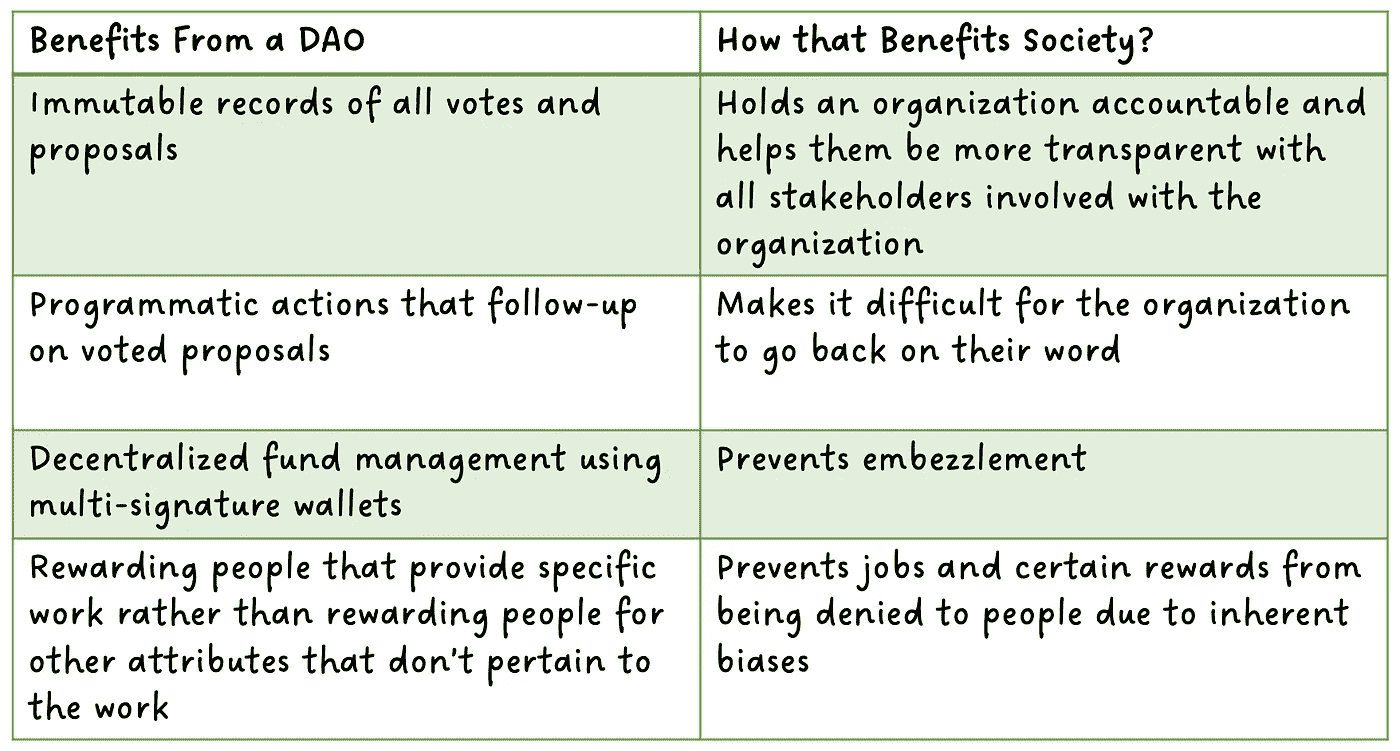 Benefits From a DAO
How that Benefits Society?
Immutable records of all votes and
proposals
Holds an organization accountable and
helps them be more transparent with
all stakeholders involved with the
organization
Programmatic actions that follow-up
on voted proposals
Makes it difficult for the organization
to go back on their word
Decentralized fund management using
multi-signature wallets
Prevents embezzlement
Rewarding people that provide specific
work rather than rewarding people for
other attributes that don't pertain to
the work
Prevents jobs and certain rewards from
being denied to people due to inherent
biases